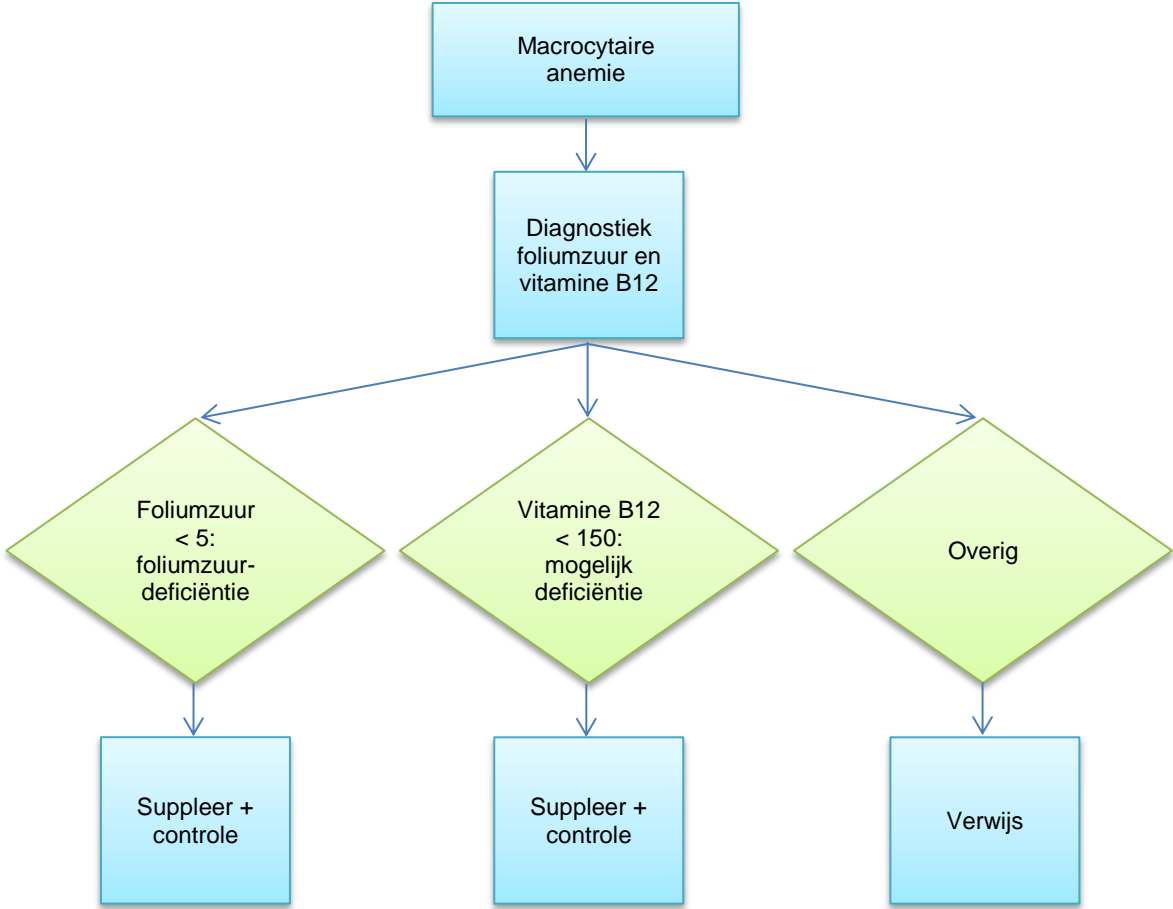 Macrocytaire
anemie
Diagnostiek
foliumzuur en
vitamine B12
Foliumzuur
< 5:
foliumzuur-
deficiëntie
Vitamine B12
< 150:
mogelijk
deficiëntie
Overig
Suppleer +
controle
Suppleer +
controle
Verwijs